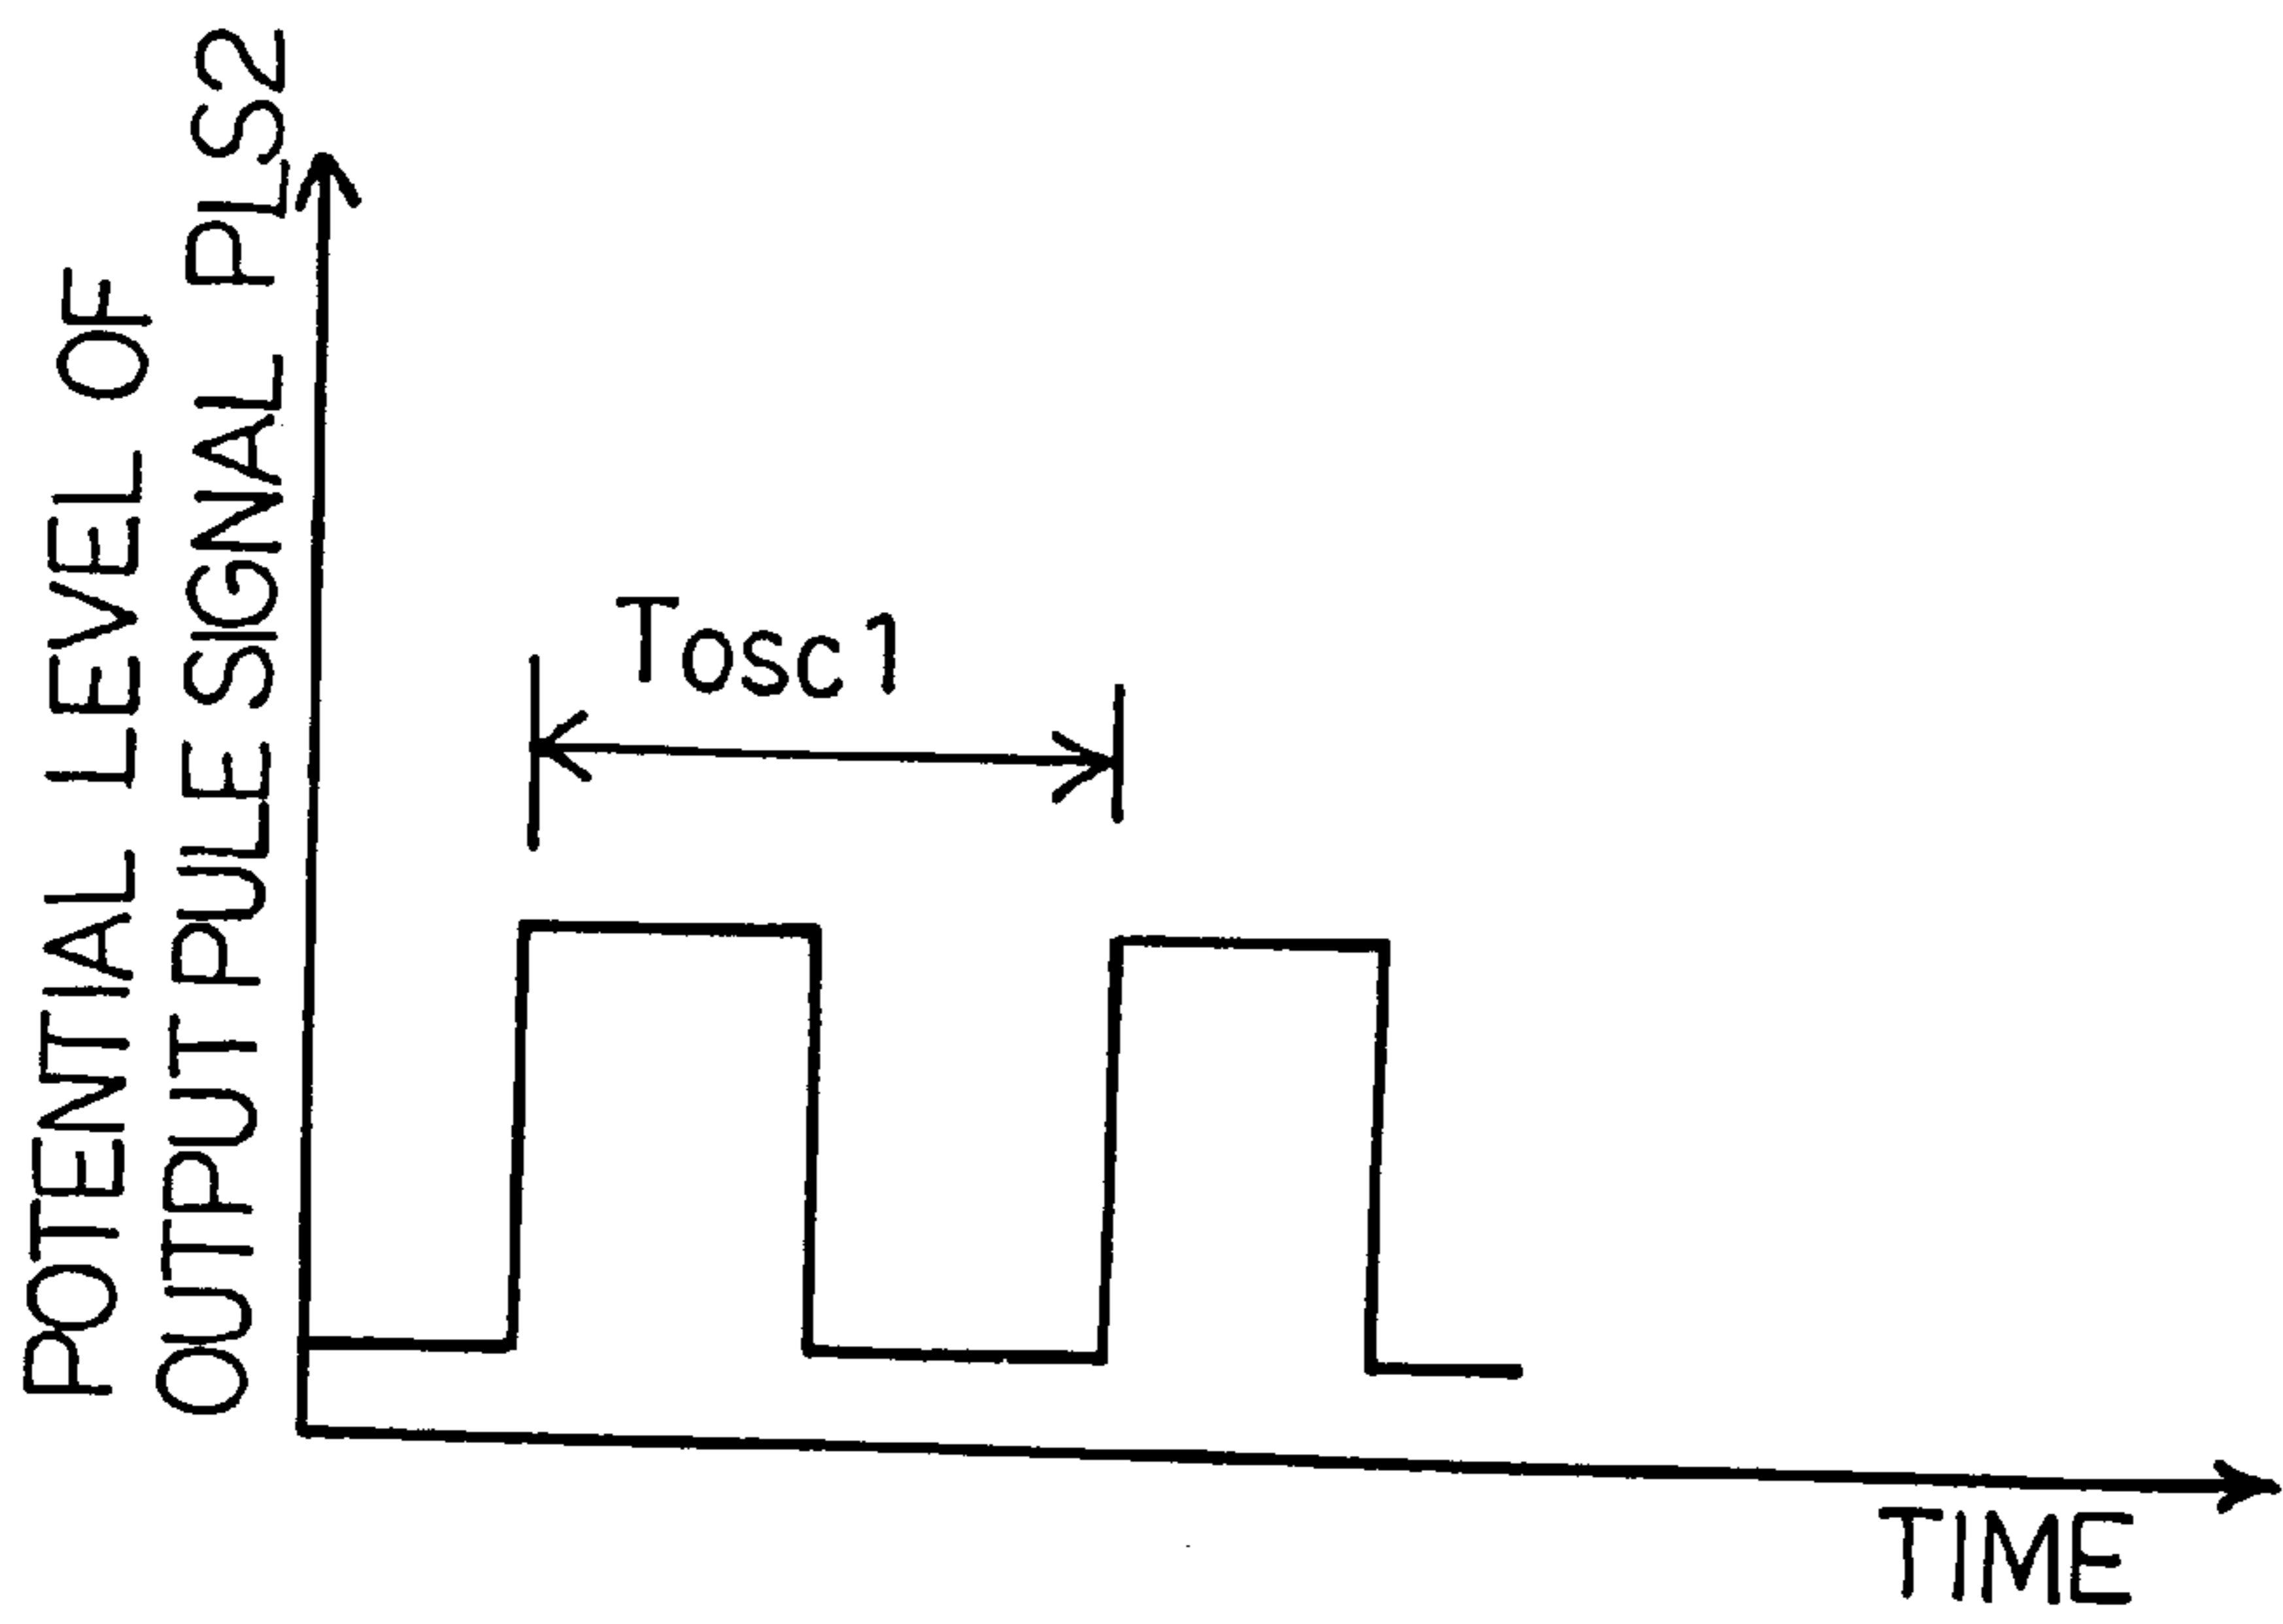 POTENTIAL LEVEL OF
OUTPUT PULE SIGNAL PLS2
Tosc1
TIME